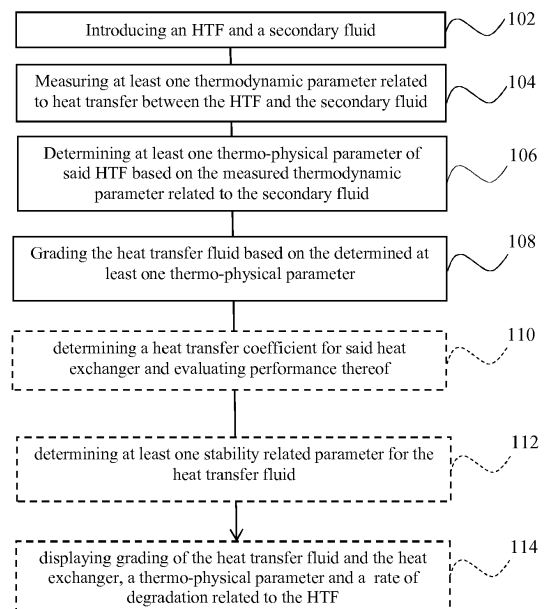 Introducing an HTF and a secondary fluid
102
Measuring at least one thermodynamic parameter related
to heat transfer between the HTF and the secondary fluid
104
Determining at least one thermo-physical parameter of
said HTF based on the measured thermodynamic
parameter related to the secondary fluid
106
Grading the heat transfer fluid based on the determined at
least one thermo-physical parameter
108
determining a heat transfer coefficient for said heat
exchanger and evaluating performance thereof
110
determining at least one stability related parameter for the
heat transfer fluid
112
displaying grading of the heat transfer fluid and the heat
exchanger, a thermo-physical parameter and a rate of
degradation related to the HTF
114